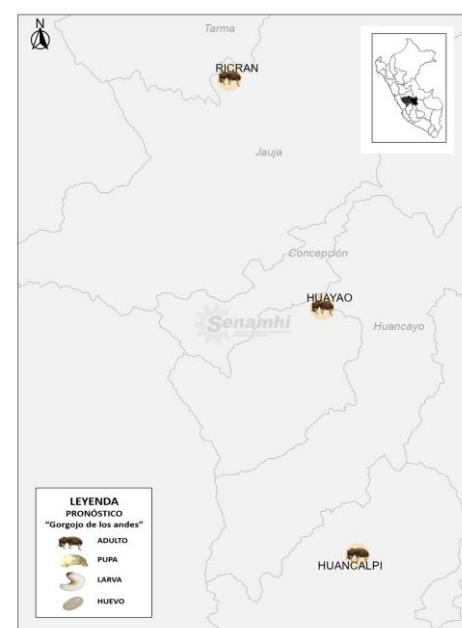 N
Tarma
RICRAN
Jauja
Concepción
HUAYAO
Senamhi
Huancayo
LEYENDA
PRONÓSTICO
"Gorgojo de los andes"
ADULTO
PUPA
LARVA
HUEVO
HUANCALPI